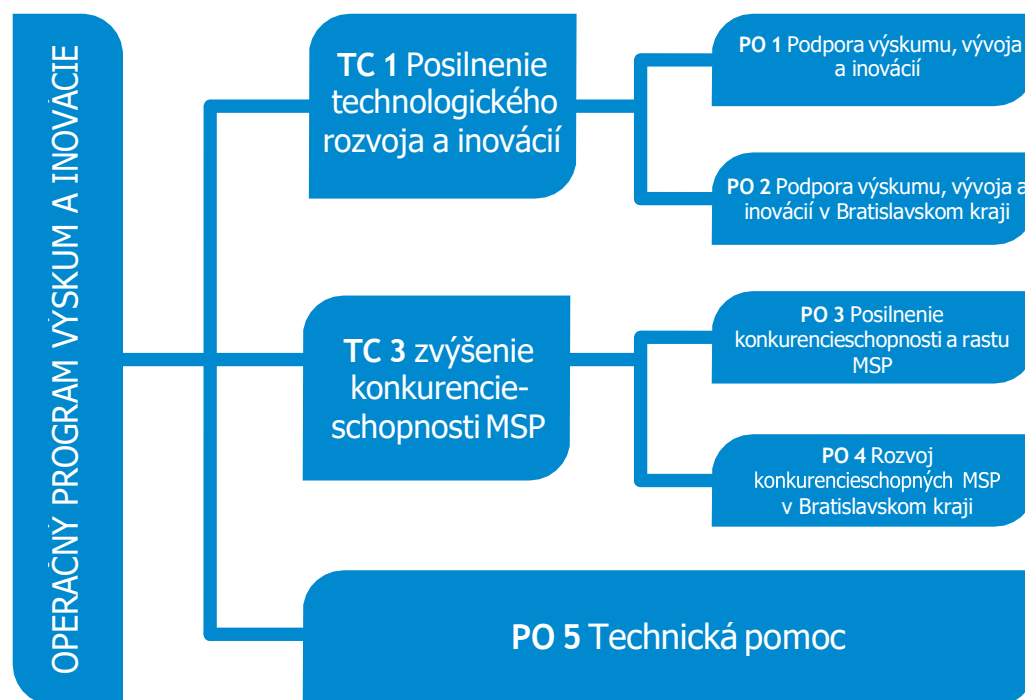 OPERAČNÝ PROGRAM VÝSKUM A INOVÁCIE
TC 1 Posilnenie
technologického
rozvoja a inovácií
PO 1 Podpora výskumu, vývoja
a inovácií
PO 2 Podpora výskumu, vývoja a
inovácií v Bratislavskom kraji
TC 3 zvýšenie
konkurencie-
schopnosti MSP
PO 3 Posilnenie
konkurencieschopnosti a rastu
MSP
PO 4 Rozvoj
konkurencieschopných MSP
v Bratislavskom kraji
PO 5 Technická pomoc